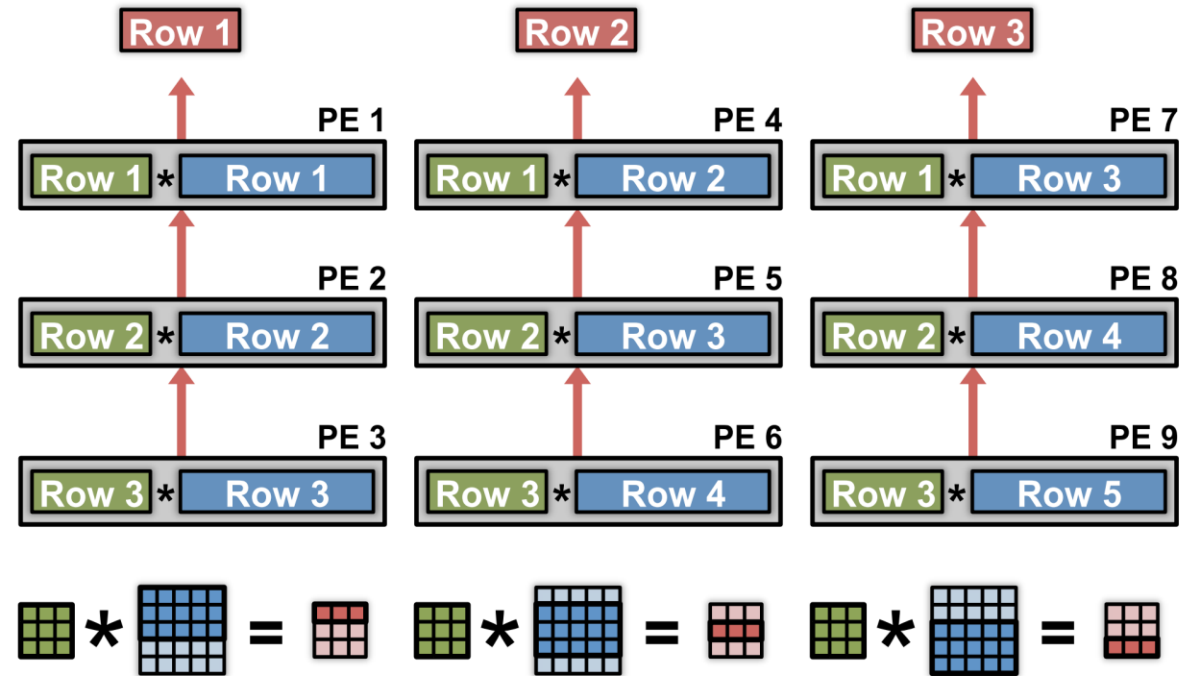 Row 1 Row 2 Row 3
PE 1 PE 4 PE 7
Row 1 * Row 1 Row 1 * Row 2 Row 1 * Row 3
PE 2 PE 5 PE 8
Row 2 * Row 2 Row 2 * Row 3 Row 2 * Row 4
PE 3 PE 6 PE 9
Row 3 * Row 3 Row 3 * Row 4 Row 3 * Row 5
* = * = * =